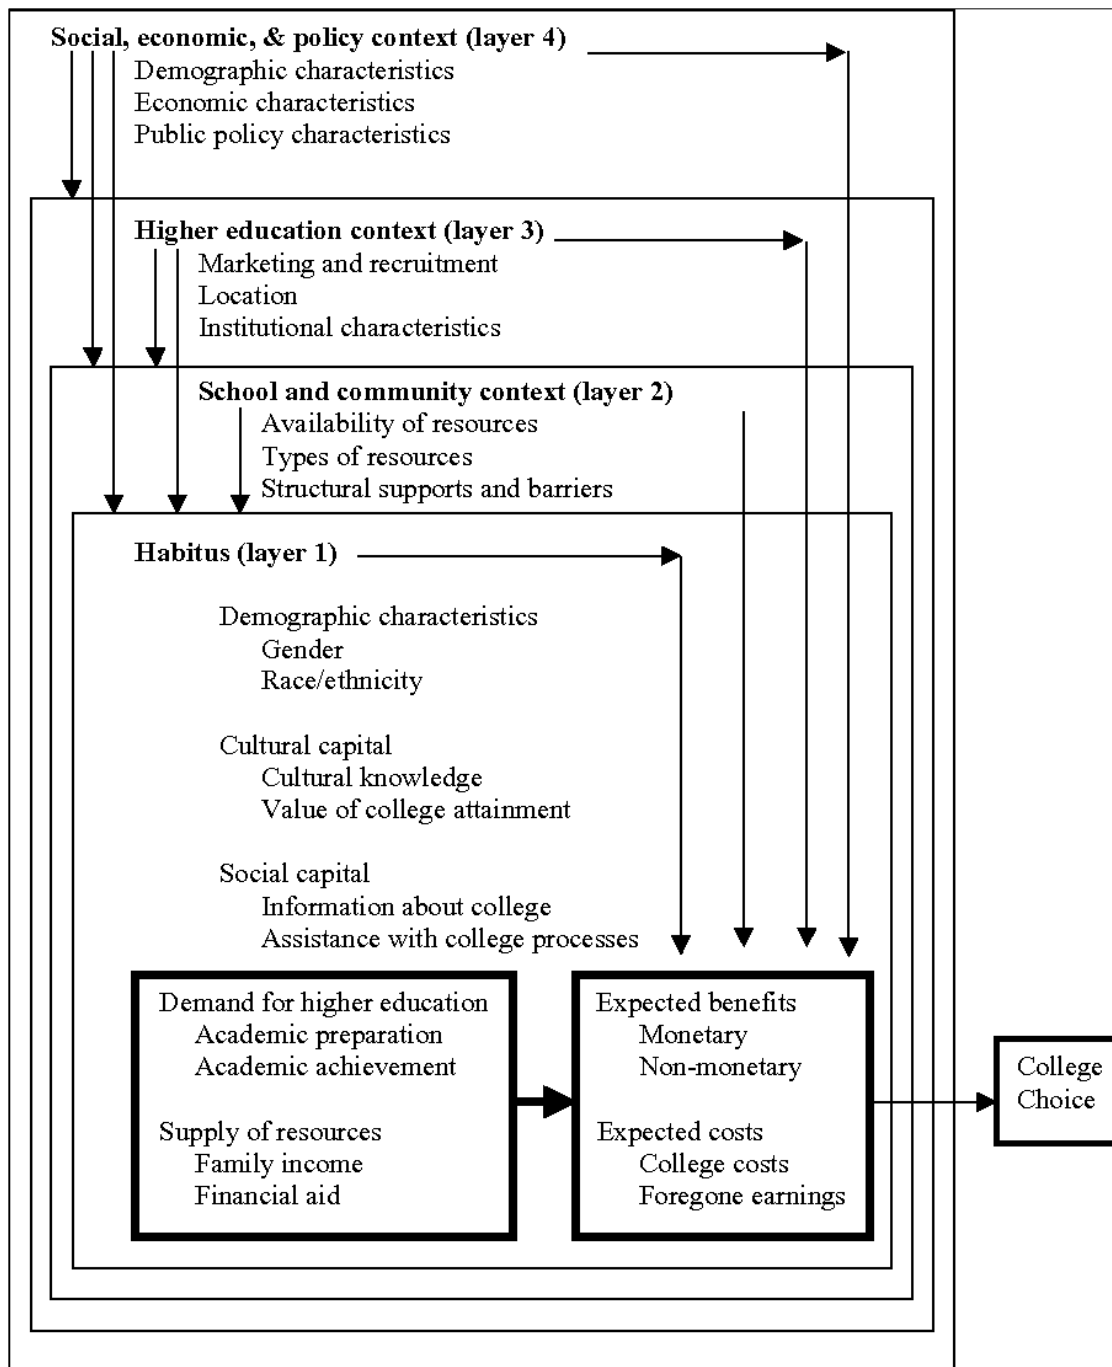 Social, economic, & policy context (layer 4)
Demographic characteristics
Economic characteristics
Public policy characteristics
Higher education context (layer 3)
Marketing and recruitment
Location
Institutional characteristics
School and community context (layer 2)
Availability of resources
Types of resources
Structural supports and barriers
Habitus (layer 1)
Demographic characteristics
Gender
Race/ethnicity
Cultural capital
Cultural knowledge
Value of college attainment
Social capital
Information about college
Assistance with college processes
Demand for higher education
Academic preparation
Academic achievement
Supply of resources
Family income
Financial aid
Expected benefits
Monetary
Non-monetary
Expected costs
College costs
Foregone earnings
College
Choice